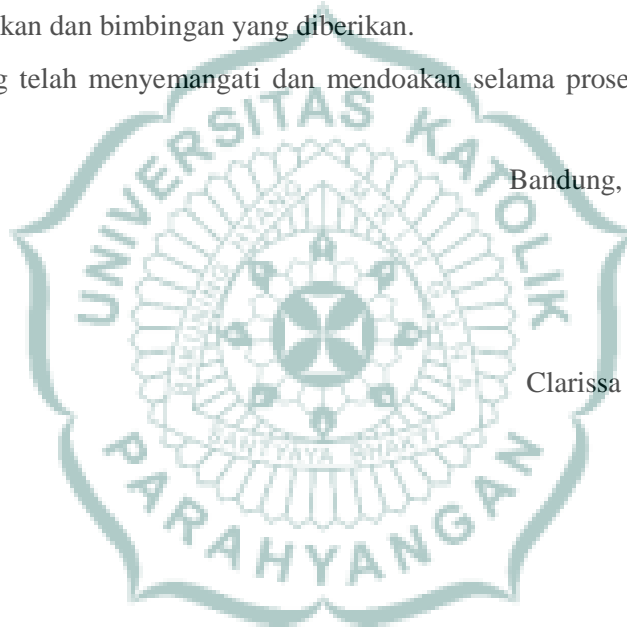 kan dan bimbingan yang diberikan.
g telah menyemangati dan mendoakan selama prose
Bandung,
Clarissa
UNIVERSITAS KATOLIK
PARAHYANGAN